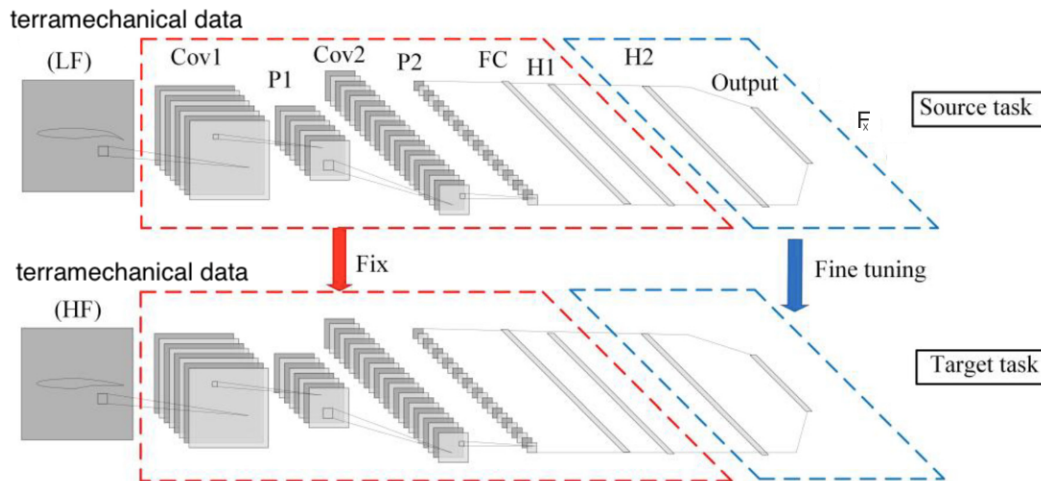 terramechanical data
(LF)
Cov1
P1
Cov2
P2
FC
H1
H2
Output
Fx
Source task
Fix
Fine tuning
terramechanical data
(HF)
Target task